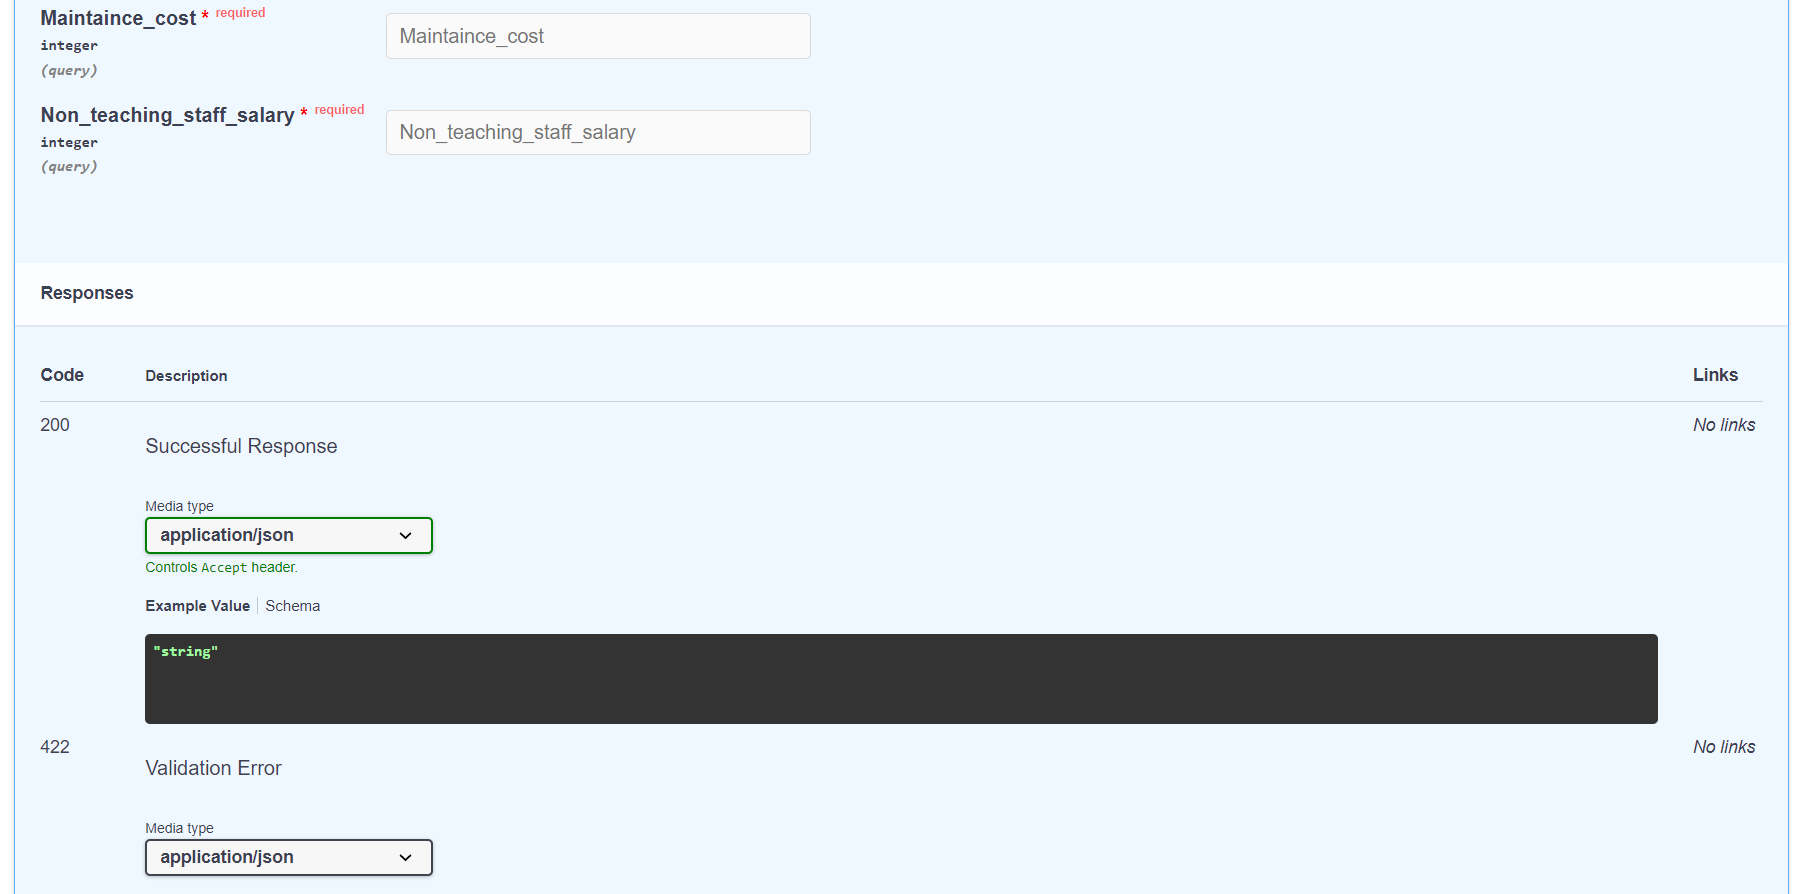 Maintaince_cost * required
Maintaince_cost
integer
(query)
Non_teaching_staff_salary * required
Non_teaching_staff_salary
integer
(query)
Responses
Code Description Links
200 No links
Successful Response
Media type
application/json
Controls Accept header.
Example Value Schema
"string"
422 No links
Validation Error
Media type
application/json